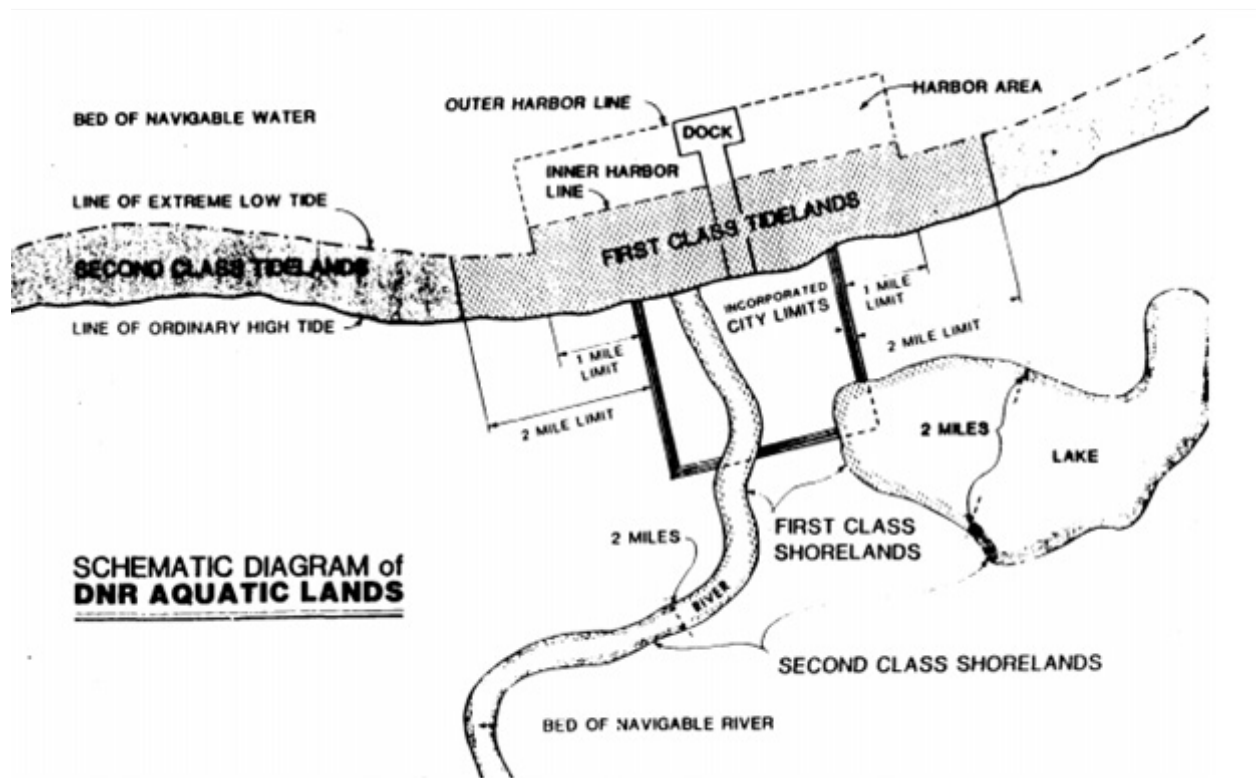 BED OF NAVIGABLE WATER
OUTER HARBOR LINE
HARBOR AREA
DOCK
INNER HARBOR
LINE
LINE OF EXTREME LOW TIDE
FIRST CLASS TIDELANDS
SECOND CLASS TIDELANDS
LINE OF ORDINARY HIGH TIDE
INCORPORATED
CITY LIMITS
1 MILE
LIMIT
2 MILE LIMIT
1 MILE
LIMIT
2 MILE LIMIT
2 MILES
LAKE
FIRST CLASS
SHORELANDS
2 MILES
RIVER
SCHEMATIC DIAGRAM of
DNR AQUATIC LANDS
SECOND CLASS SHORELANDS
BED OF NAVIGABLE RIVER